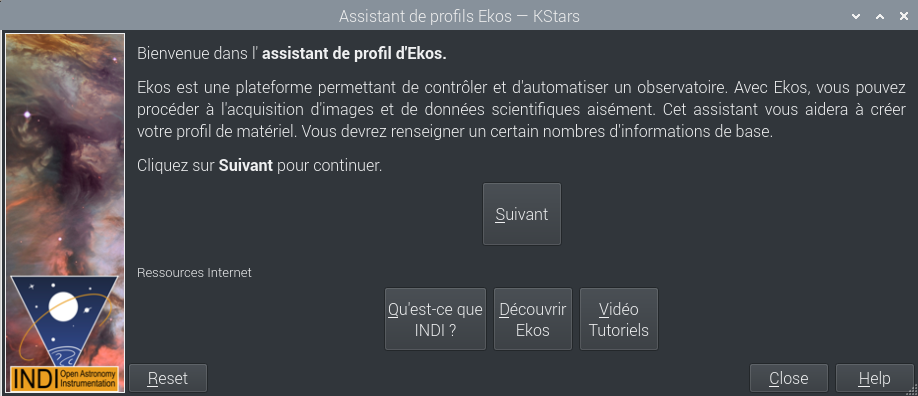 Assistant de profils Ekos — KStars
Bienvenue dans l' assistant de profil d'Ekos.
Ekos est une plateforme permettant de contrôler et d'automatiser un observatoire. Avec Ekos, vous pouvez
procéder à l'acquisition d'images et de données scientifiques aisément. Cet assistant vous aidera à créer
votre profil de matériel. Vous devrez renseigner un certain nombres d'informations de base.
Cliquez sur Suivant pour continuer.
Suivant
Ressources Internet
Qu'est-ce que
INDI ?
Découvrir
Ekos
Vidéo
Tutoriels
INDI
Open Astronomy
Instrumentation
Reset
Close
Help